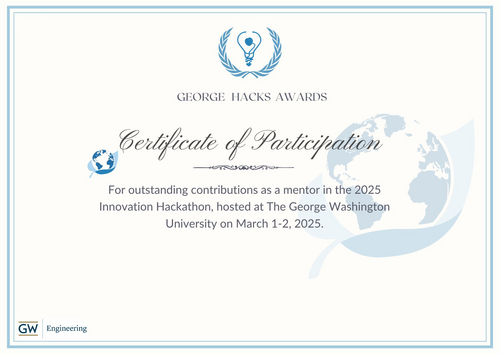 GEORGE HACKS AWARDS
Certificate of Participation
For outstanding contributions as a mentor in the 2025
Innovation Hackathon, hosted at The George Washington
University on March 1-2, 2025.
GW Engineering